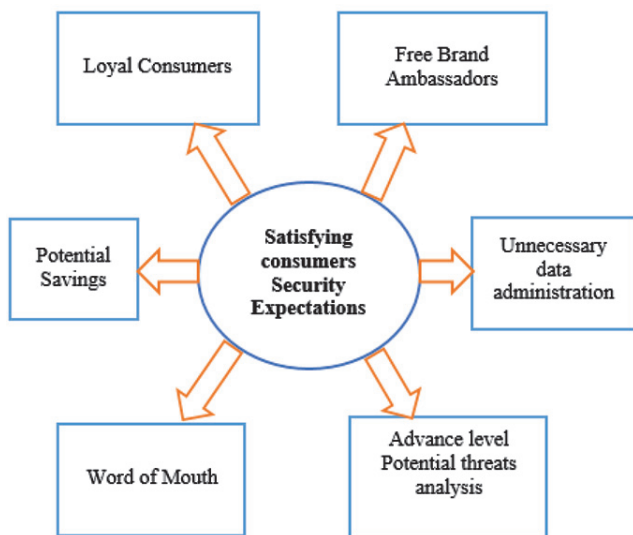 Loyal Consumers
Free Brand
Ambassadors
Potential
Savings
Satisfying
consumers
Security
Expectations
Unnecessary
data
administration
Word of Mouth
Advance level
Potential threats
analysis